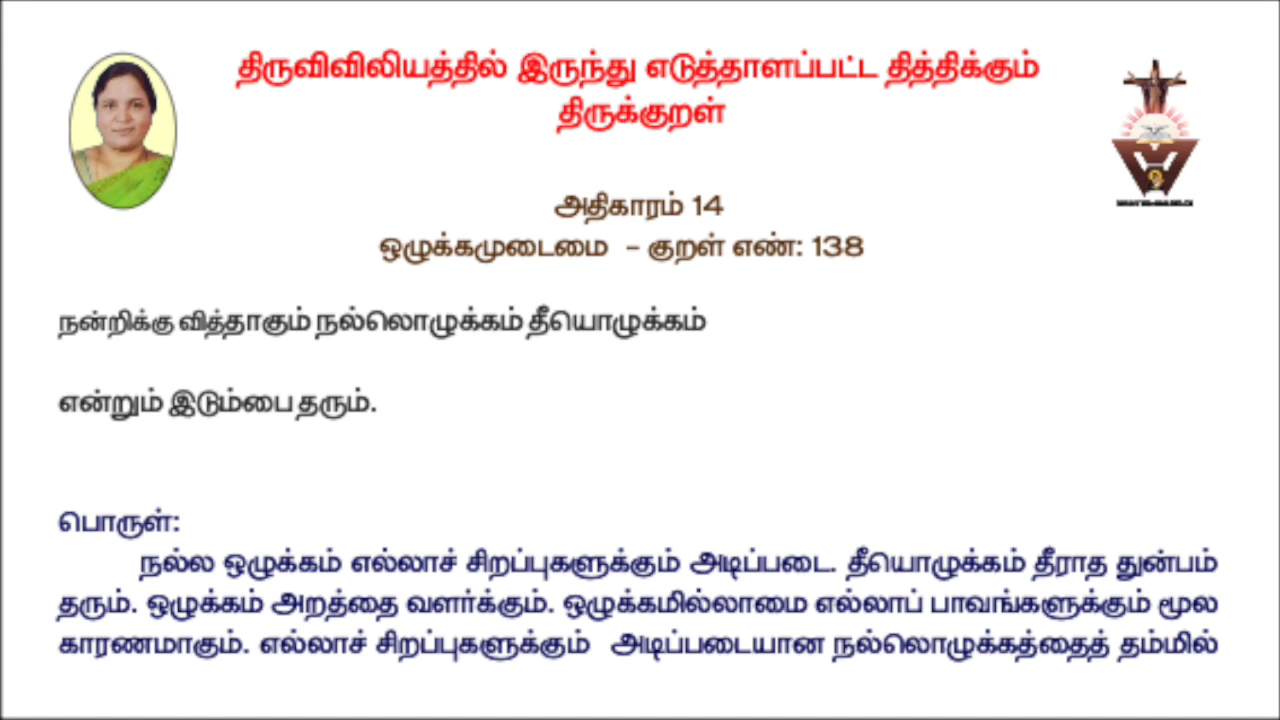 திருவிவிலியத்தில் இருந்து எடுத்தாளப்பட்ட தித்திக்கும்
திருக்குறள்
அதிகாரம் 14
ஒழுக்கமுடைமை – குறள் எண்: 138
நன்றிக்கு வித்தாகும் நல்லொழுக்கம் தீயொழுக்கம்
என்றும் இடும்பை தரும்.
பொருள்:
நல்ல ஒழுக்கம் எல்லாச் சிறப்புகளுக்கும் அடிப்படை. தீயொழுக்கம் தீராத துன்பம்
தரும். ஒழுக்கம் அறத்தை வளர்க்கும். ஒழுக்கமில்லாமை எல்லாப் பாவங்களுக்கும் மூல
காரணமாகும். எல்லாச் சிறப்புகளுக்கும் அடிப்படையான நல்லொழுக்கத்தைத் தம்மில்